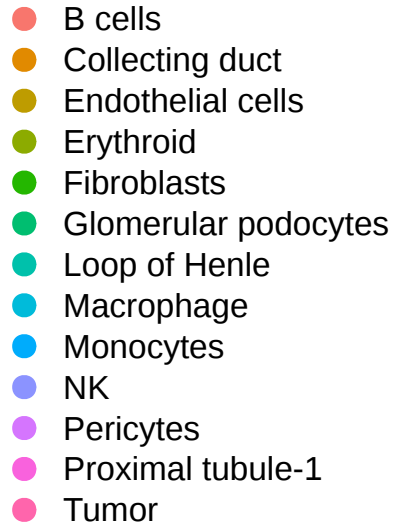 B cells
Collecting duct
Endothelial cells
Erythroid
Fibroblasts
Glomerular podocytes
Loop of Henle
Macrophage
Monocytes
NK
Pericytes
Proximal tubule-1
Tumor